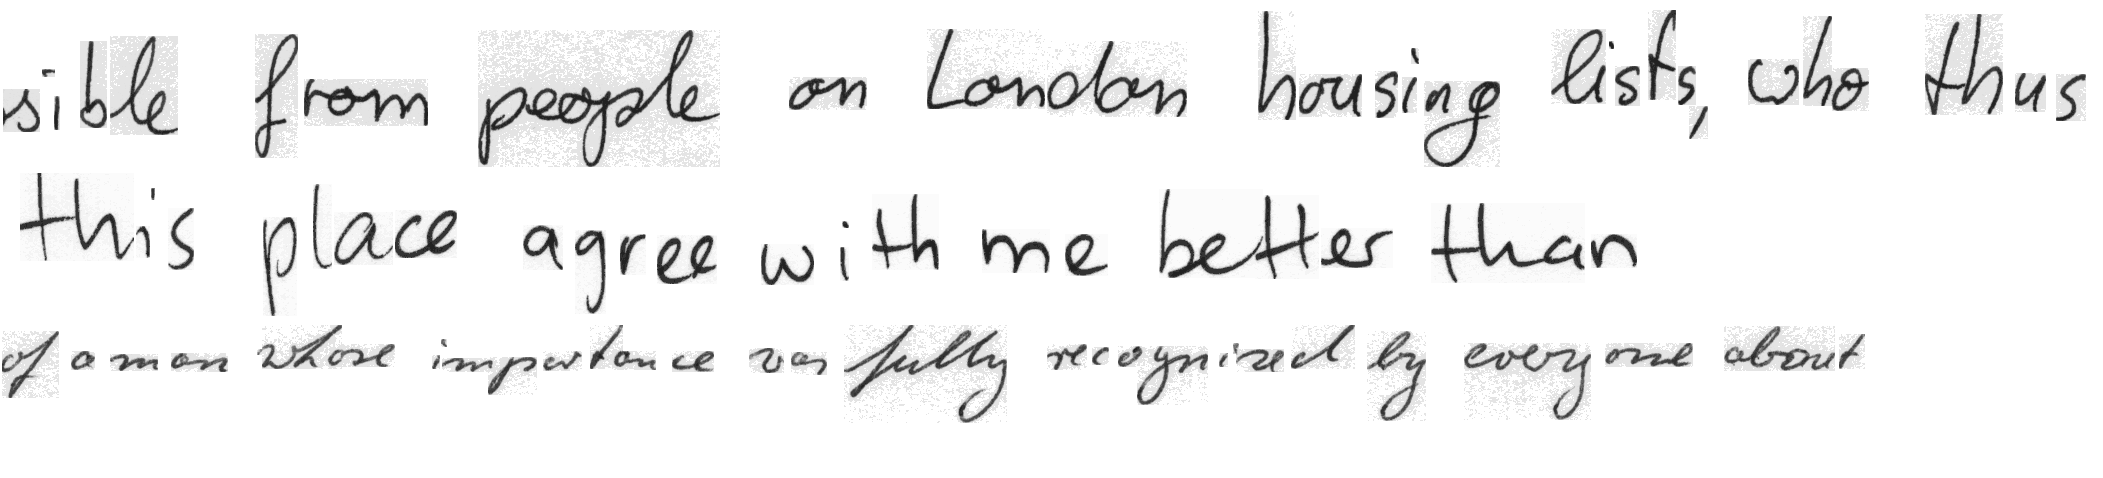 sible from people on London housing lists, who thus
this place agree with me better than
of a man whose importance was fully recognized by everyone about